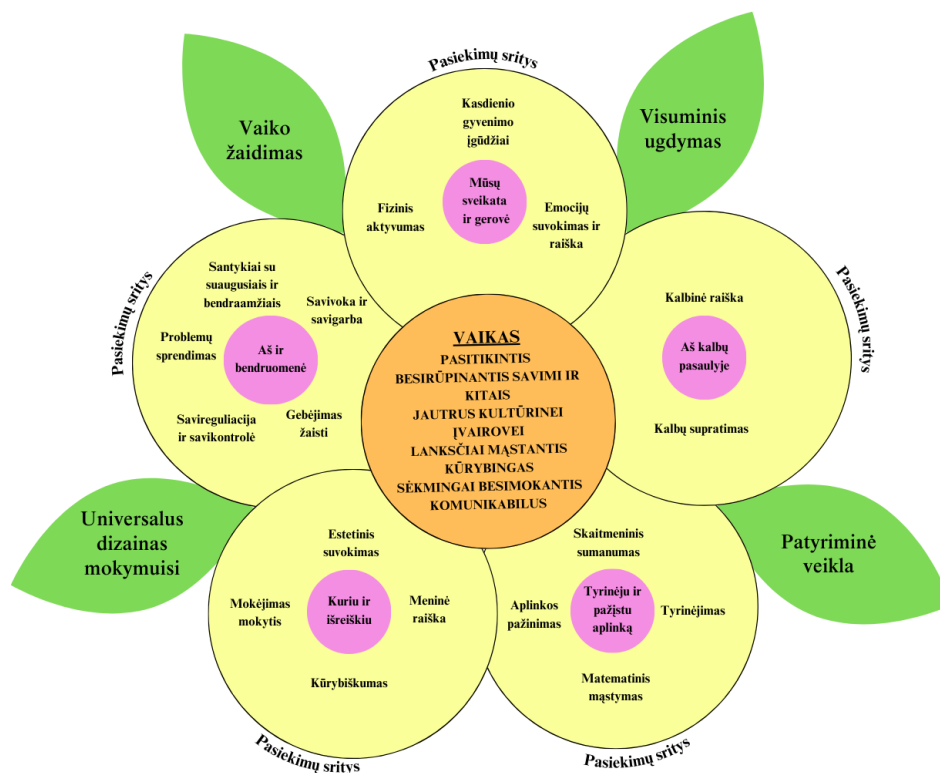 Pasiekimų sritys
Vaiko
žaidimas
Visuminis
ugdymas
Kasdienio
gyvenimo
įgūdžiai
Mūsų
sveikata
ir gerovė
Fizinis
aktyvumas
Emocijų
suvokimas ir
raiška
Pasiekimų sritys
Santykiai su
suaugusiais ir
bendraamžiais
Savivoka ir
savigarba
Problemų
sprendimas
Aš ir
bendruomenė
Savireguliacija
ir savikontrolė
Gebėjimas
žaisti
VAIKAS
PASITIKINTIS
BESIRŪPINANTIS SAVIMI IR
KITAIS
JAUTRUS KULTŪRINEI
ĮVAIROVEI
LANKSČIAI MĄSTANTIS
KŪRYBINGAS
SĖKMINGAI BESIMOKANTIS
KOMUNIKABILUS
Pasiekimų sritys
Kalbinė raiška
Aš kalbų
pasaulyje
Kalbų supratimas
Universalus
dizainas
mokymuisi
Estetinis
suvokimas
Mokėjimas
mokytis
Kuriu ir
išreiškiu
Meninė
raiška
Kūrybiškumas
Pasiekimų sritys
Skaitmeninis
sumanumas
Aplinkos
pažinimas
Tyrinėju ir
pažįstu
aplinką
Tyrinėjimas
Matematinis
mąstymas
Pasiekimų sritys
Patyriminė
veikla